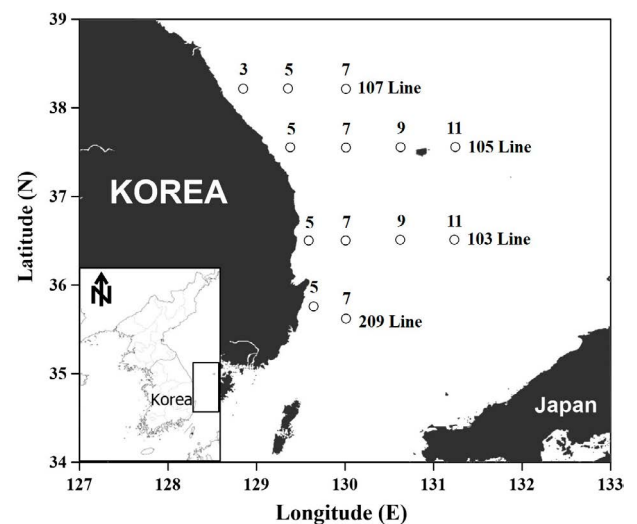 39
3 5 7
107 Line
38
5 7 9 11
105 Line
37
KOREA
5 7 9 11
103 Line
36
5 7
209 Line
N
35
Korea
Japan
34
127 128 129 130 131 132 133
Latitude (N)
Longitude (E)